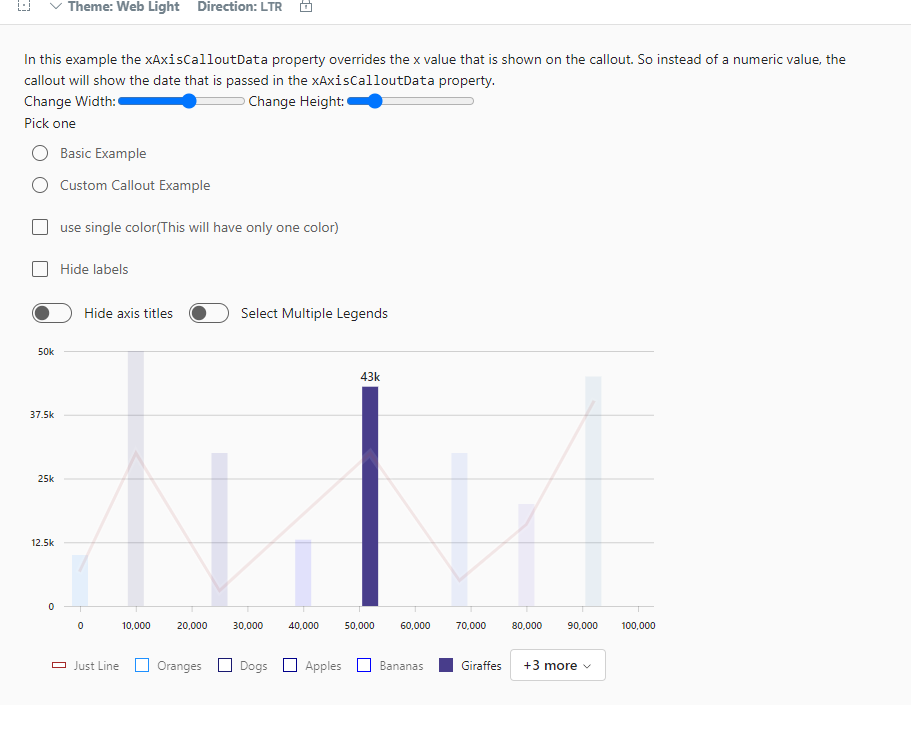 Theme: Web Light Direction: LTR
In this example the xAxisCalloutData property overrides the x value that is shown on the callout. So instead of a numeric value, the
callout will show the date that is passed in the xAxisCalloutData property.
Change Width: Change Height:
Pick one
Basic Example
Custom Callout Example
use single color(This will have only one color)
Hide labels
Hide axis titles Select Multiple Legends
50k
43k
37.5k
25k
12.5k
0
0 10,000 20,000 30,000 40,000 50,000 60,000 70,000 80,000 90,000 100,000
Just Line Oranges Dogs Apples Bananas Giraffes +3 more